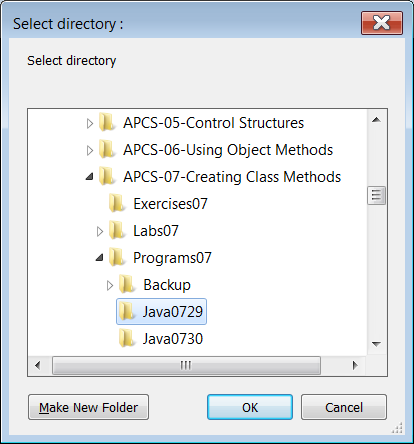 Select directory :
Select directory
APCS-05-Control Structures
APCS-06-Using Object Methods
APCS-07-Creating Class Methods
Exercises07
Labs07
Programs07
Backup
Java0729
Java0730
Make New Folder
OK
Cancel